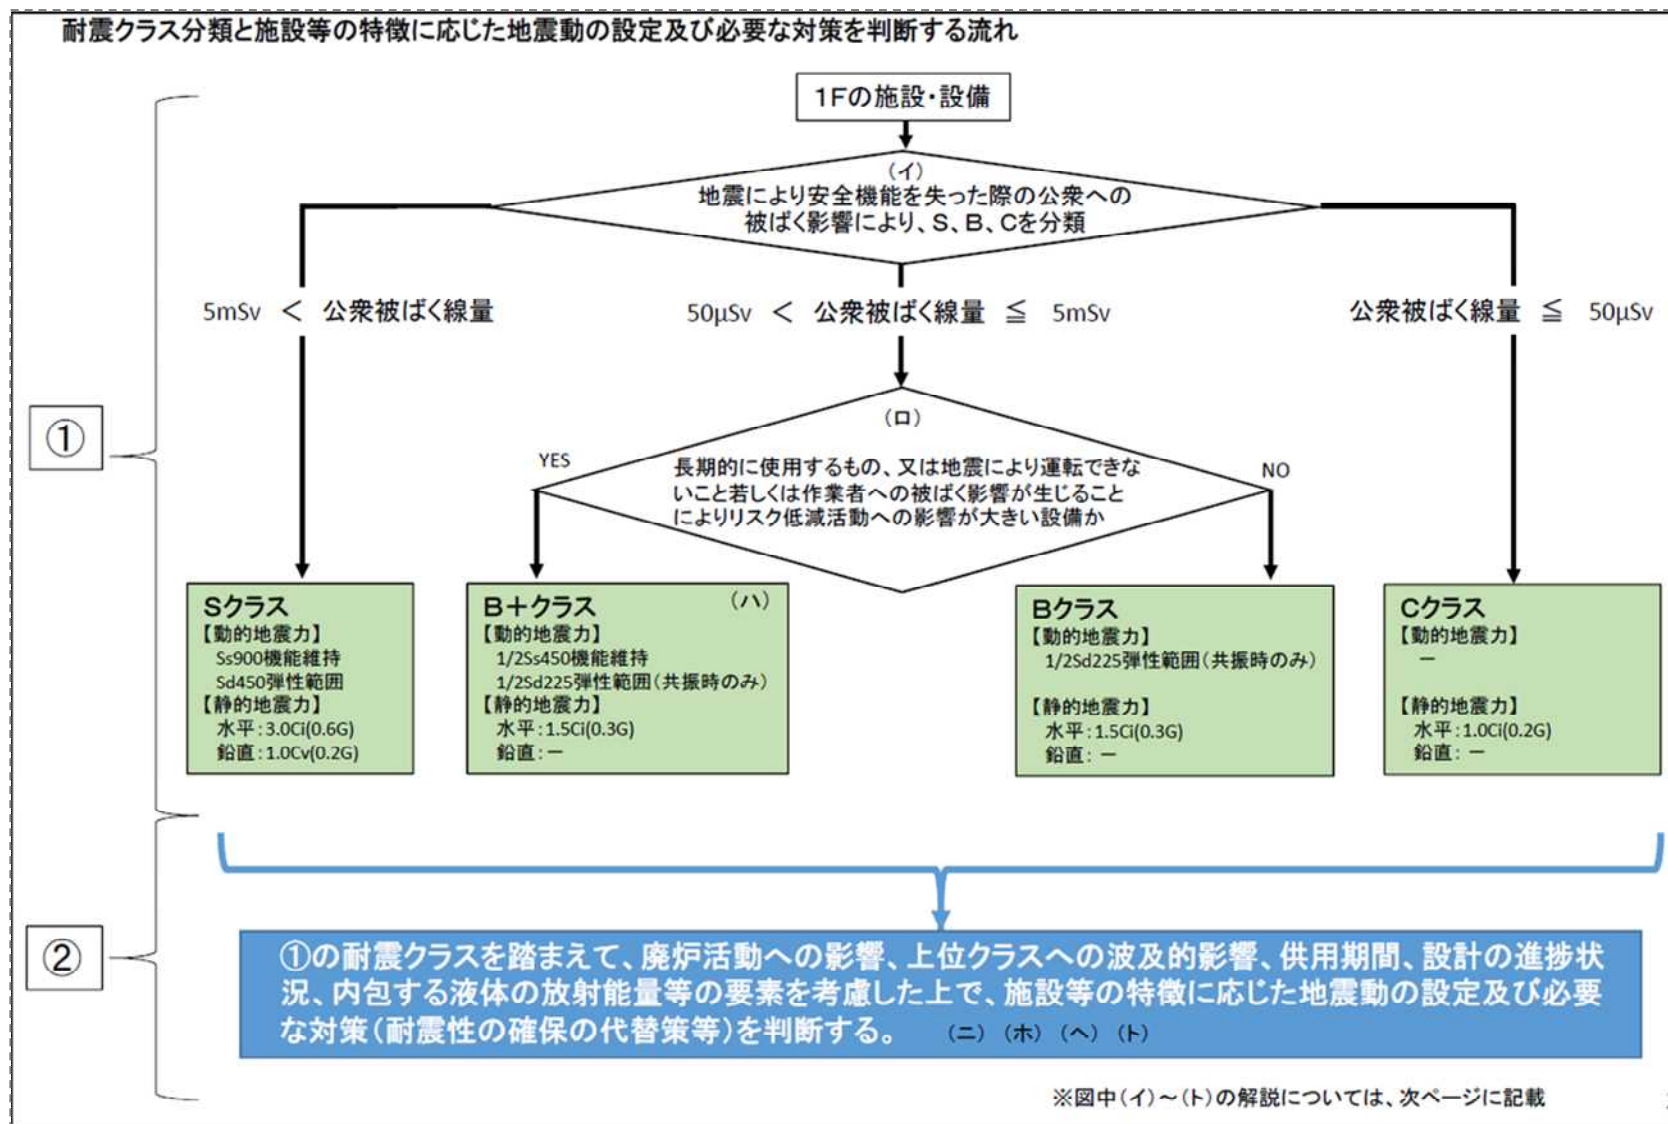 耐震クラス分類と施設等の特徴に応じた地震動の設定及び必要な対策を判断する流れ
1Fの施設・設備
(イ)
地震により安全機能を失った際の公衆への
被ばく影響により、S、B、Cを分類
5mSv < 公衆被ばく線量
50μSv < 公衆被ばく線量 ≦ 5mSv
公衆被ばく線量 ≦ 50μSv
①
(ロ)
YES
長期的に使用するもの、又は地震により運転できな
いこと若しくは作業者への被ばく影響が生じること
によりリスク低減活動への影響が大きい設備か
NO
Sクラス
【動的地震力】
Ss900機能維持
Sd450弾性範囲
【静的地震力】
水平:3.0Ci(0.6G)
鉛直:1.0Cv(0.2G)
B+クラス (ハ)
【動的地震力】
1/2Ss450機能維持
1/2Sd225弾性範囲(共振時のみ)
【静的地震力】
水平:1.5Ci(0.3G)
鉛直:ー
Bクラス
【動的地震力】
1/2Sd225弾性範囲(共振時のみ)
【静的地震力】
水平:1.5Ci(0.3G)
鉛直:ー
Cクラス
【動的地震力】
ー
【静的地震力】
水平:1.0Ci(0.2G)
鉛直:ー
②
①の耐震クラスを踏まえて、廃炉活動への影響、上位クラスへの波及的影響、供用期間、設計の進捗状
況、内包する液体の放射能量等の要素を考慮した上で、施設等の特徴に応じた地震動の設定及び必要
な対策(耐震性の確保の代替策等)を判断する。 (ニ) (ホ) (ヘ) (ト)
※図中(イ)～(ト)の解説については、次ページに記載